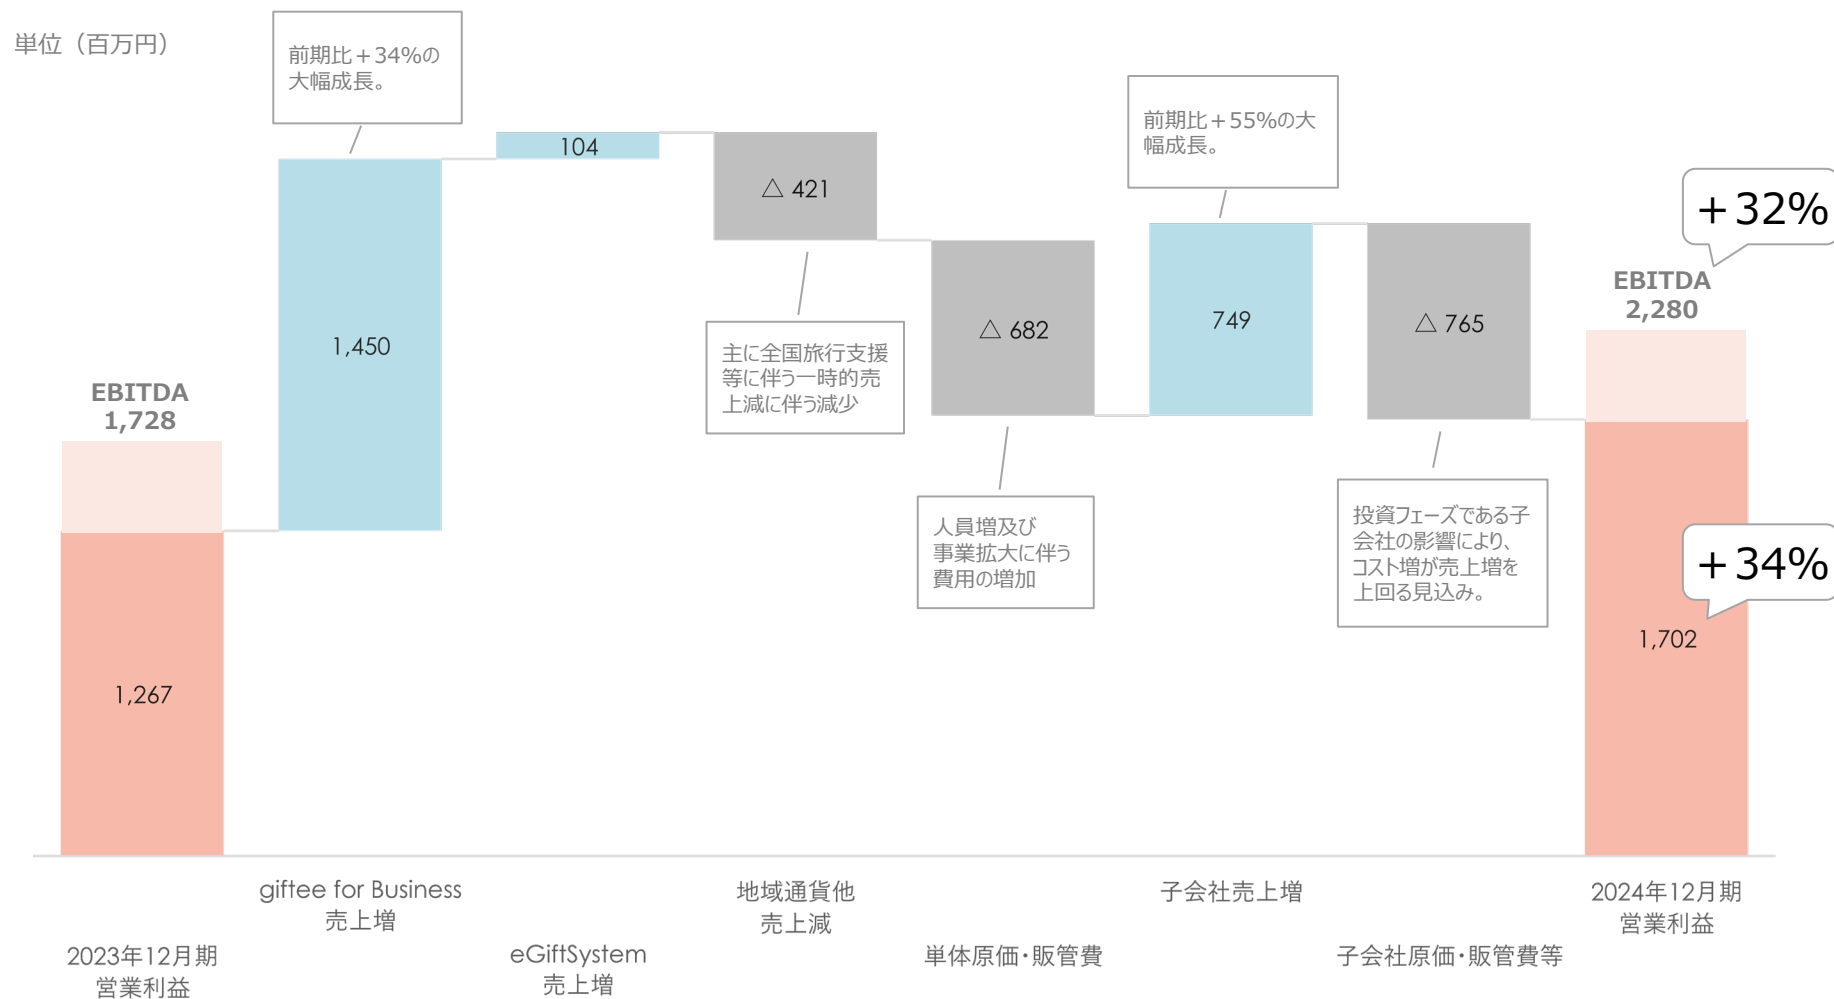 単位（百万円）
前期比＋34%の
大幅成長。
104
△ 421
前期比＋55%の大
幅成長。
＋32%
EBITDA
2,280
1,450
主に全国旅行支援
等に伴う一時的売
上減に伴う減少
△ 682
749
△ 765
EBITDA
1,728
人員増及び
事業拡大に伴う
費用の増加
投資フェーズである子
会社の影響により、
コスト増が売上増を
上回る見込み。
＋34%
1,267
1,702
2023年12月期
営業利益
giftee for Business
売上増
eGiftSystem
売上増
地域通貨他
売上減
単体原価・販管費
子会社売上増
子会社原価・販管費等
2024年12月期
営業利益